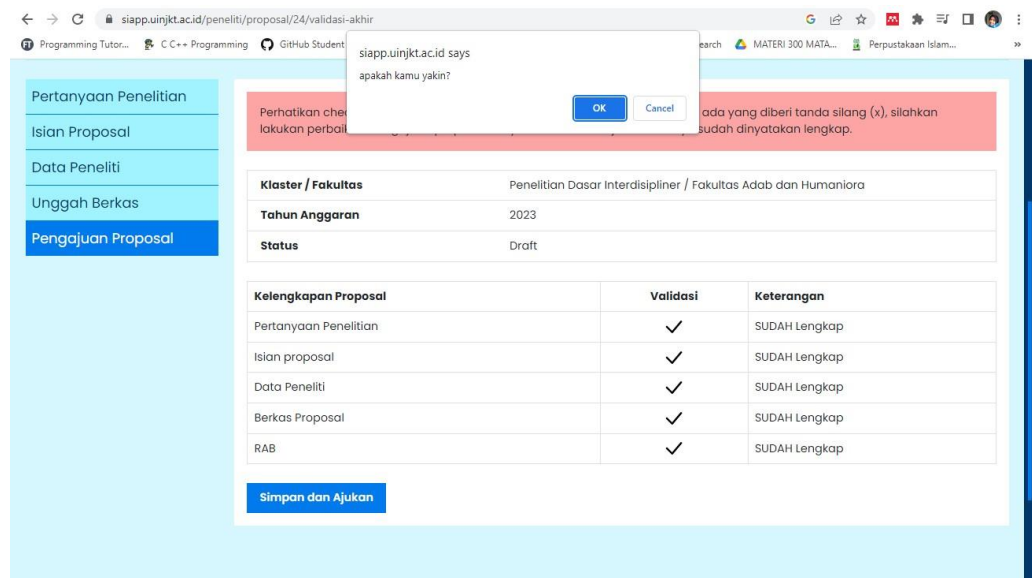 siapp.uinjkt.ac.id/peneliti/proposal/24/validasi-akhir
Programming Tutor...
C C++ Programming
GitHub Student
earch
MATERI 300 MATA...
Perpustakaan Islam...
siapp.uinjkt.ac.id says
apakah kamu yakin?
OK
Cancel
Pertanyaan Penelitian
Isian Proposal
Data Peneliti
Unggah Berkas
Pengajuan Proposal
Perhatikan che ada yang diberi tanda silang (x), silahkan
lakukan perbai sudah dinyatakan lengkap.
Klaster / Fakultas Penelitian Dasar Interdisipliner / Fakultas Adab dan Humaniora
Tahun Anggaran 2023
Status Draft
Kelengkapan Proposal Validasi Keterangan
Pertanyaan Penelitian ✓ SUDAH Lengkap
Isian proposal ✓ SUDAH Lengkap
Data Peneliti ✓ SUDAH Lengkap
Berkas Proposal ✓ SUDAH Lengkap
RAB ✓ SUDAH Lengkap
Simpan dan Ajukan